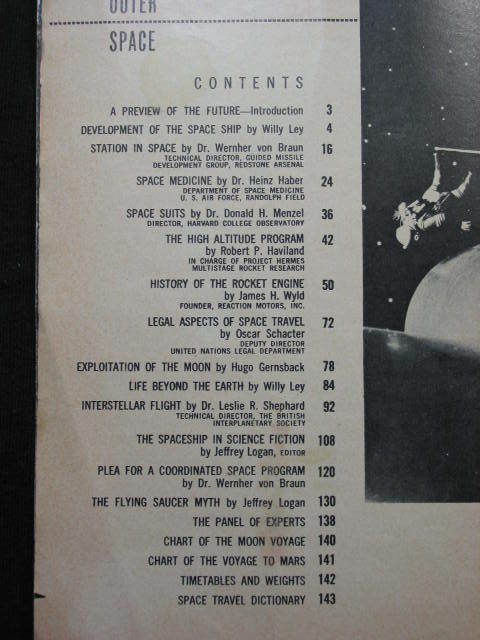 OUTER
SPACE
CONTENTS
A PREVIEW OF THE FUTURE—Introduction 3
DEVELOPMENT OF THE SPACE SHIP by Willy Ley 4
STATION IN SPACE by Dr. Wernher von Braun 16
TECHNICAL DIRECTOR, GUIDED MISSILE
DEVELOPMENT GROUP, REDSTONE ARSENAL
SPACE MEDICINE by Dr. Heinz Haber 24
DEPARTMENT OF SPACE MEDICINE
U. S. AIR FORCE, RANDOLPH FIELD
SPACE SUITS by Dr. Donald H. Menzel 36
DIRECTOR, HARVARD COLLEGE OBSERVATORY
THE HIGH ALTITUDE PROGRAM 42
by Robert P. Haviland
IN CHARGE OF PROJECT HERMES
MULTISTAGE ROCKET RESEARCH
HISTORY OF THE ROCKET ENGINE 50
by James H. Wyld
FOUNDER, REACTION MOTORS, INC.
LEGAL ASPECTS OF SPACE TRAVEL 72
by Oscar Schacter
DEPUTY DIRECTOR
UNITED NATIONS LEGAL DEPARTMENT
EXPLOITATION OF THE MOON by Hugo Gernsback 78
LIFE BEYOND THE EARTH by Willy Ley 84
INTERSTELLAR FLIGHT by Dr. Leslie R. Shephard 92
TECHNICAL DIRECTOR, THE BRITISH
INTERPLANETARY SOCIETY
THE SPACESHIP IN SCIENCE FICTION 108
by Jeffrey Logan, EDITOR
PLEA FOR A COORDINATED SPACE PROGRAM 120
by Dr. Wernher von Braun
THE FLYING SAUCER MYTH by Jeffrey Logan 130
THE PANEL OF EXPERTS 138
CHART OF THE MOON VOYAGE 140
CHART OF THE VOYAGE TO MARS 141
TIMETABLES AND WEIGHTS 142
SPACE TRAVEL DICTIONARY 143